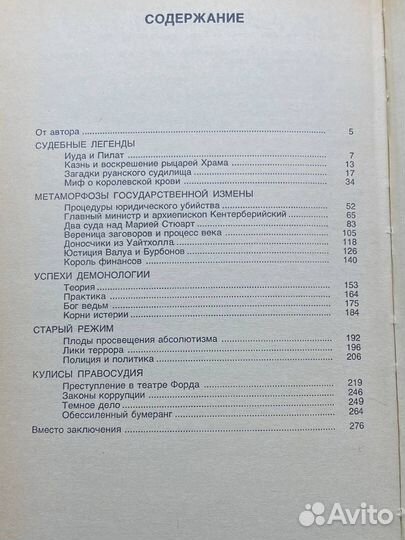 СОДЕРЖАНИЕ
От автора 5
СУДЕБНЫЕ ЛЕГЕНДЫ
Иуда и Пилат 7
Казнь и воскрешение рыцарей Храма 13
Загадки руанского судилища 17
Миф о королевской крови 34
МЕТАМОРФОЗЫ ГОСУДАРСТВЕННОЙ ИЗМЕНЫ
Процедуры юридического убийства 52
Главный министр и архиепископ Кентерберийский 65
Два суда над Марией Стюарт 83
Вереница заговоров и процесс века 105
Доносчики из Уайтхолла 118
Юстиция Валуа и Бурбонов 126
Король финансов 140
УСПЕХИ ДЕМОНОЛОГИИ
Теория 153
Практика 164
Бог ведьм 175
Корни истерии 184
СТАРЫЙ РЕЖИМ
Плоды просвещения абсолютизма 192
Лики террора 196
Полиция и политика 206
КУЛИСЫ ПРАВОСУДИЯ
Преступление в театре Форда 219
Законы коррупции 246
Темное дело 249
Обессиленный бумеранг 264
Вместо заключения 276
Avito